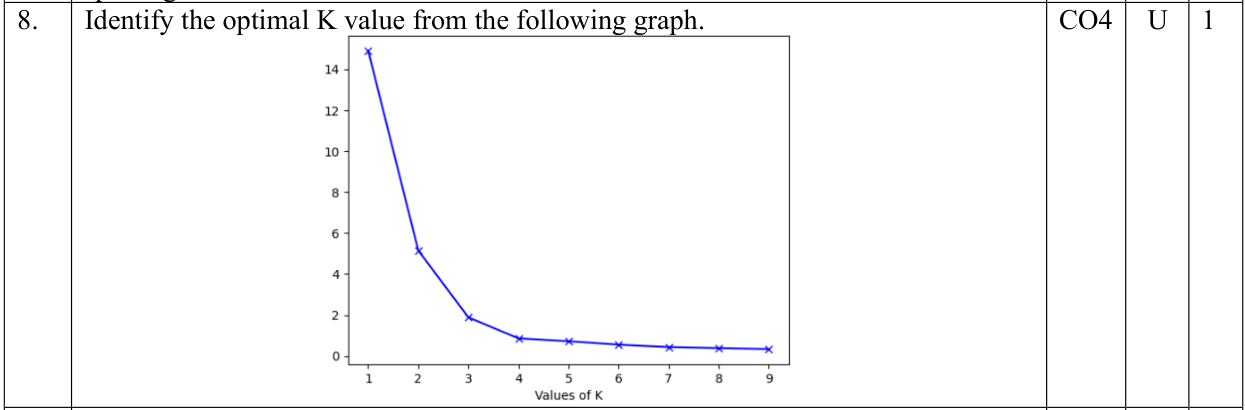 8. Identify the optimal K value from the following graph. CO4 U 1
14
12
10
8
6
4
2
0
1 2 3 4 5 6 7 8 9
Values of K